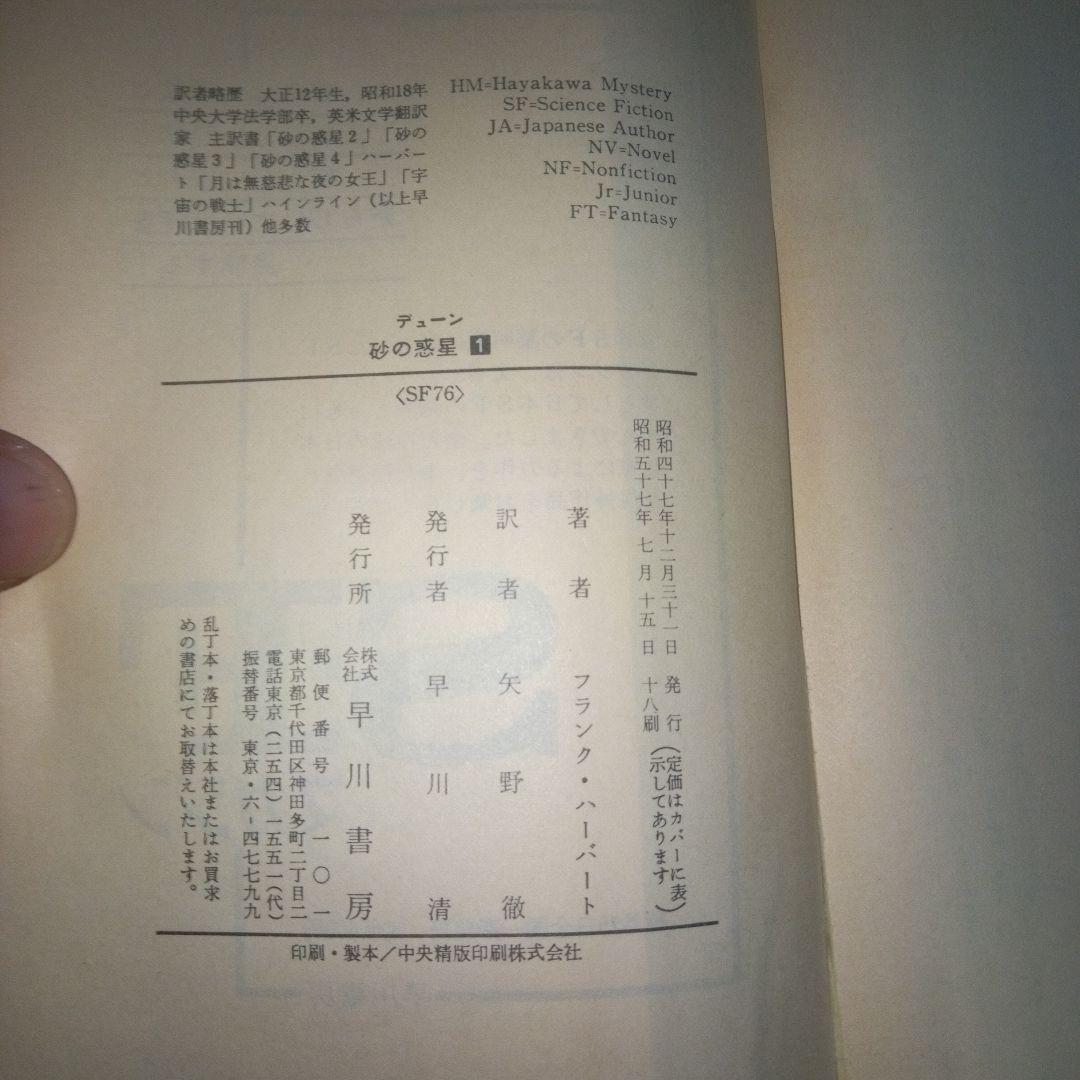 訳者略歴 大正12年生，昭和18年
中央大学法学部卒，英米文学翻訳
家 主訳書「砂の惑星２」「砂の
惑星３」「砂の惑星４」ハーバー
ト「月は無慈悲な夜の女王」「宇
宙の戦士」ハインライン（以上早
川書房刊）他多数
HM=Hayakawa Mystery
SF=Science Fiction
JA=Japanese Author
NV=Novel
NF=Nonfiction
Jr=Junior
FT=Fantasy
デューン
砂の惑星 1
〈SF76〉
昭和四十七年十二月三十一日 発行
昭和五十七年七月十五日 十八刷
（定価はカバーに表
示してあります）
著者 フランク・ハーバート
訳者 矢野徹
発行者 早川清
発行所 株式会社 早川書房
郵便番号 一〇一
東京都千代田区神田多町二丁目二
電話東京（二五四）一五五一（代）
振替番号 東京・六-四七七九九
乱丁本・落丁本は本社またはお買求
めの書店にてお取替えいたします。
印刷・製本／中央精版印刷株式会社